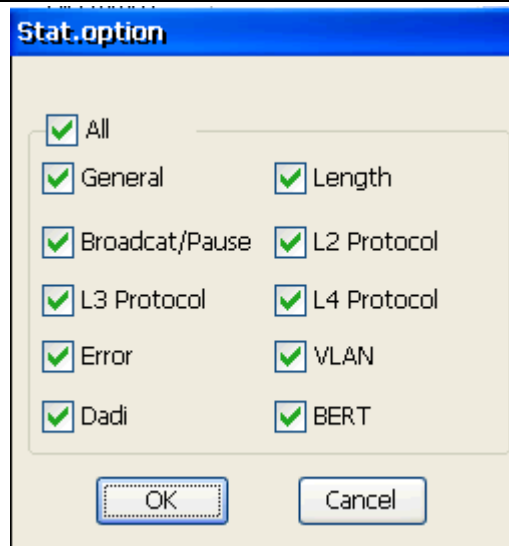 Stat.option
All
General
Length
Broadcat/Pause
L2 Protocol
L3 Protocol
L4 Protocol
Error
VLAN
Dadi
BERT
OK
Cancel